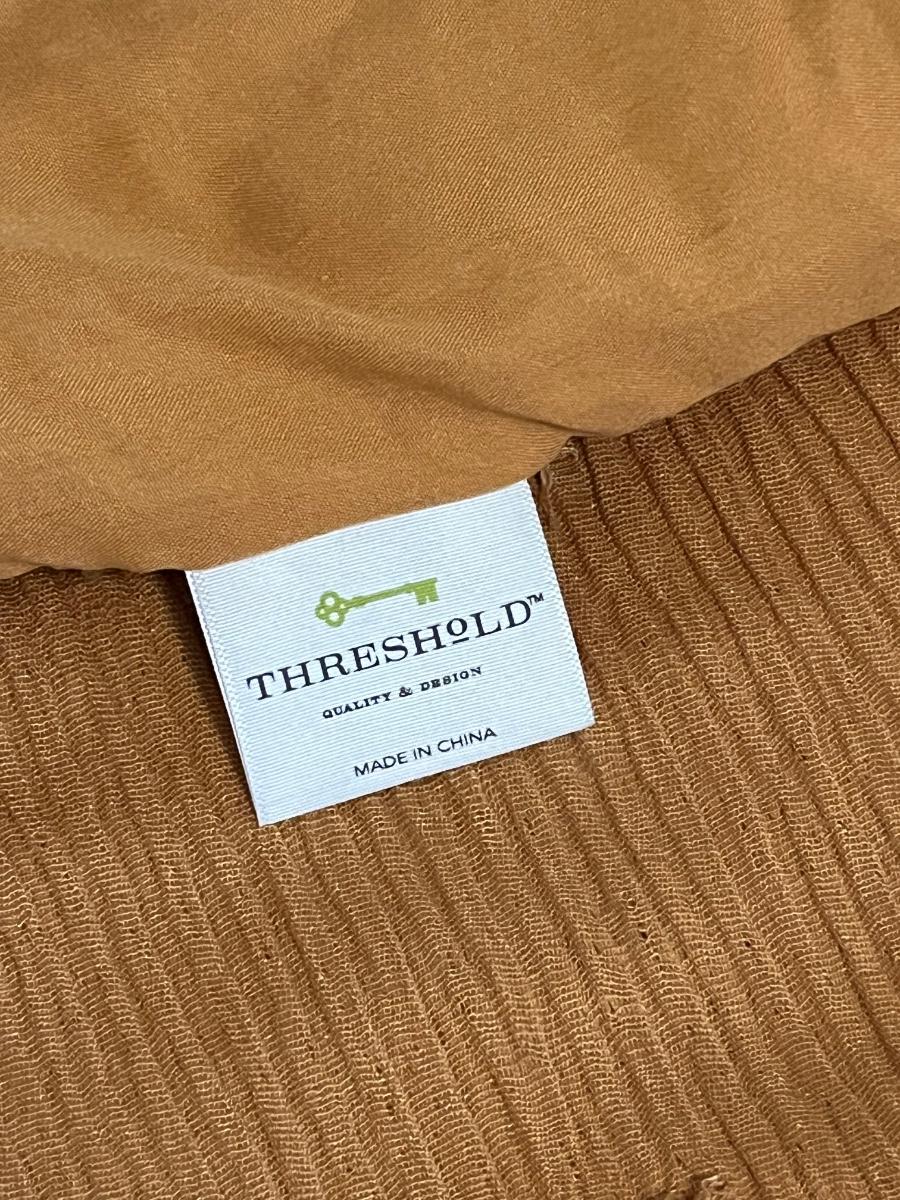 THRESHOLD™
QUALITY & DESIGN
MADE IN CHINA